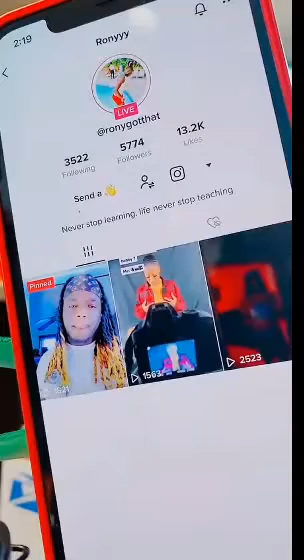 2:19
Ronyyy
LIVE
@ronygotthat
3522
Following
5774
Followers
13.2K
Likes
Send a 👋
Never stop learning. life never stop teaching
Pinned
1563
2523